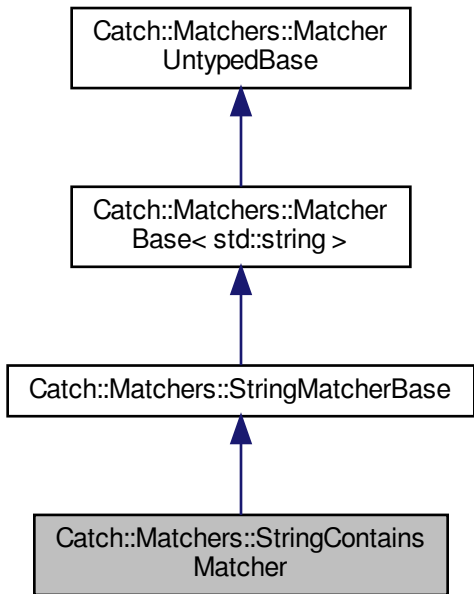 Catch::Matchers::Matcher
UntypedBase
Catch::Matchers::Matcher
Base< std::string >
Catch::Matchers::StringMatcherBase
Catch::Matchers::StringContains
Matcher